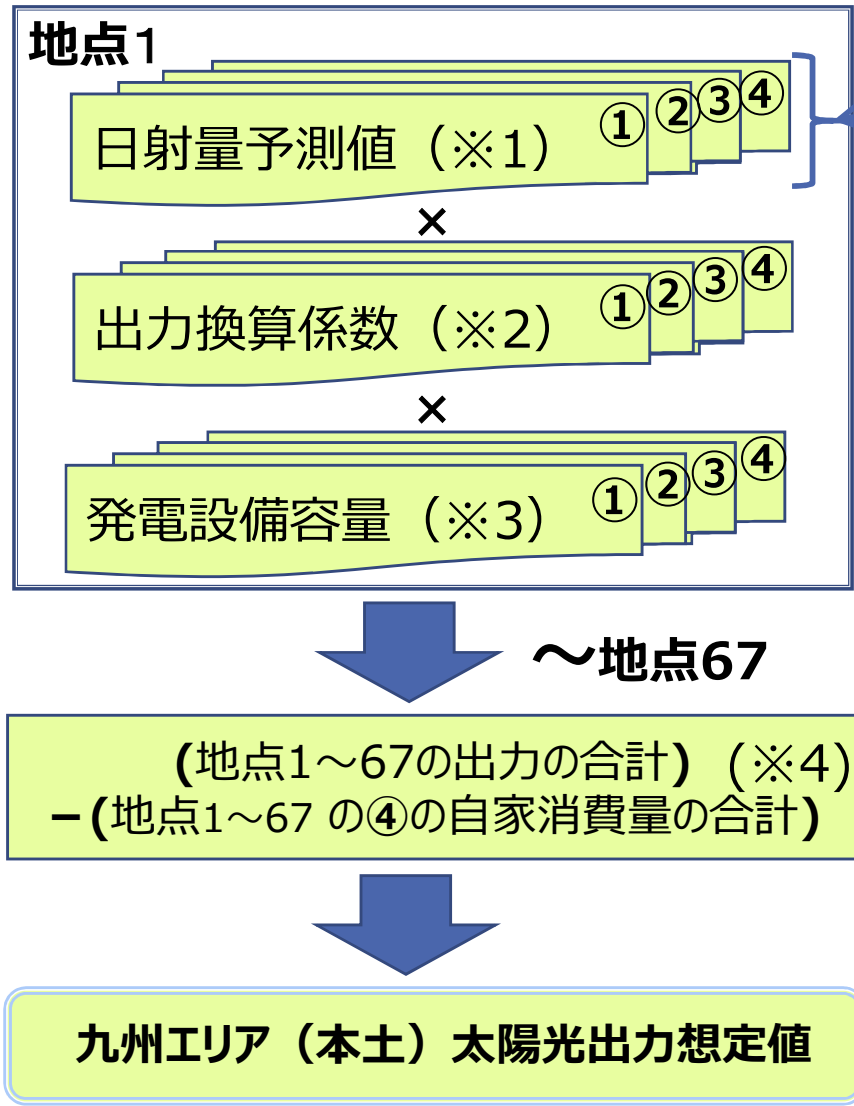 地点1
日射量予測値（※1） ① ② ③ ④
×
出力換算係数（※2） ① ② ③ ④
×
発電設備容量（※3） ① ② ③ ④
～地点67
(地点1～67の出力の合計) (※4)
－(地点1～67 の④の自家消費量の合計)
九州エリア（本土）太陽光出力想定値